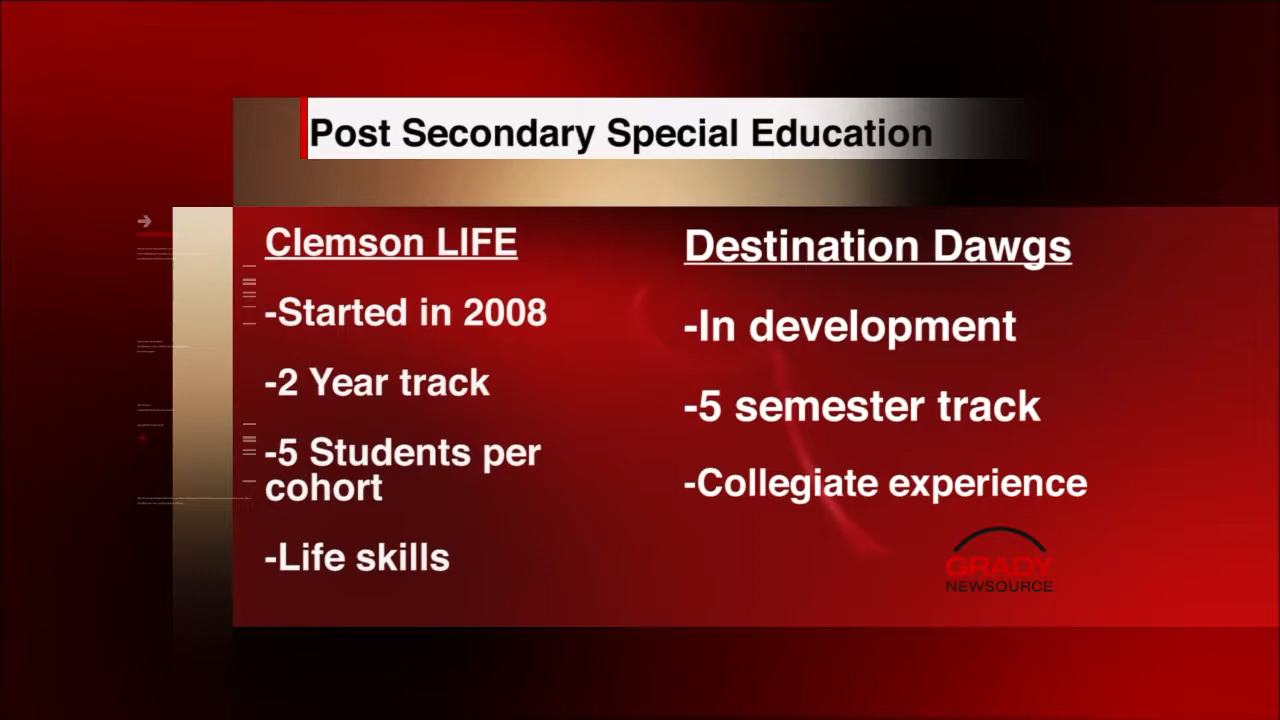 Post Secondary Special Education
Clemson LIFE
-Started in 2008
-2 Year track
-5 Students per
cohort
-Life skills
Destination Dawgs
-In development
-5 semester track
-Collegiate experience
GRADY
NEWSOURCE